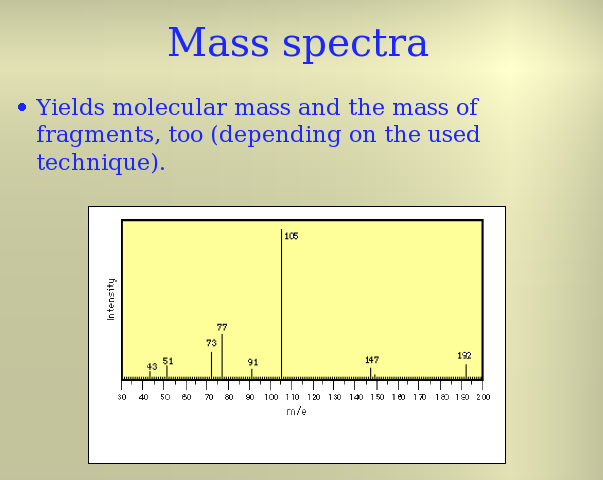 Mass spectra
• Yields molecular mass and the mass of
fragments, too (depending on the used
technique).
105
77
73
192
147
91
51
43
Intensity
30 40 50 60 70 80 90 100 110 120 130 140 150 160 170 180 190 200
m/e